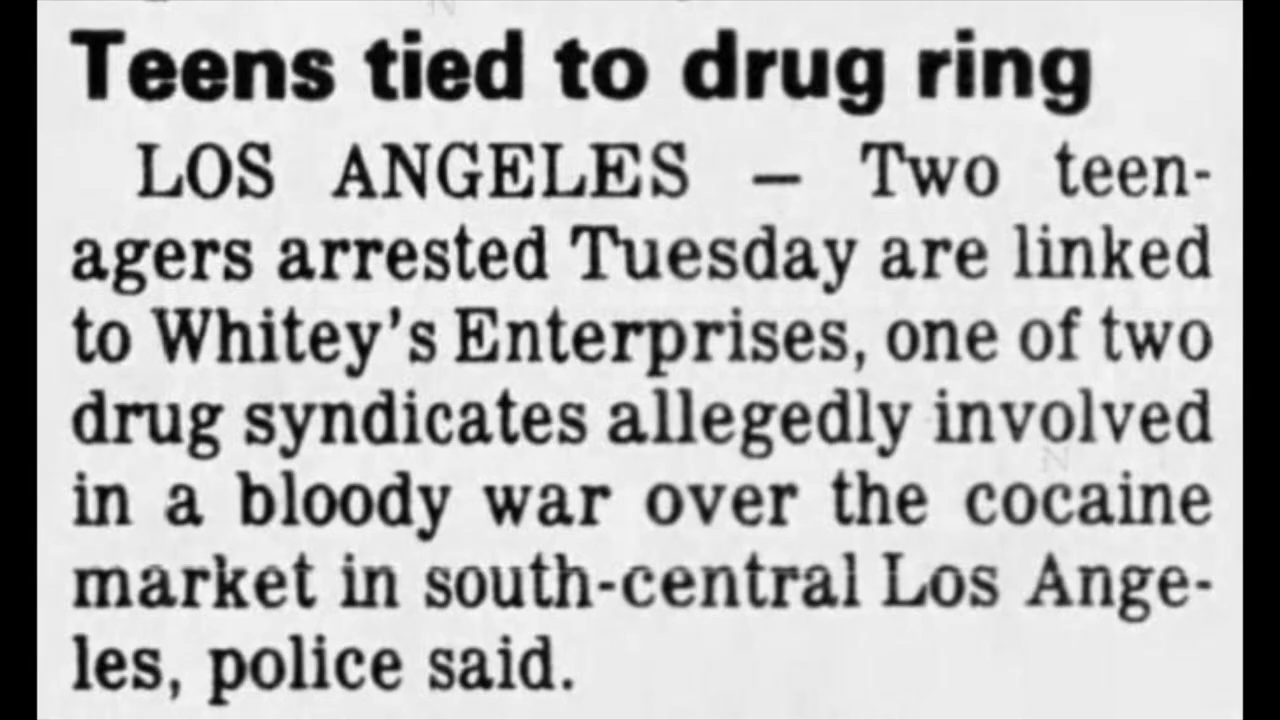 Teens tied to drug ring
LOS ANGELES — Two teen-
agers arrested Tuesday are linked
to Whitey's Enterprises, one of two
drug syndicates allegedly involved
in a bloody war over the cocaine
market in south-central Los Ange-
les, police said.